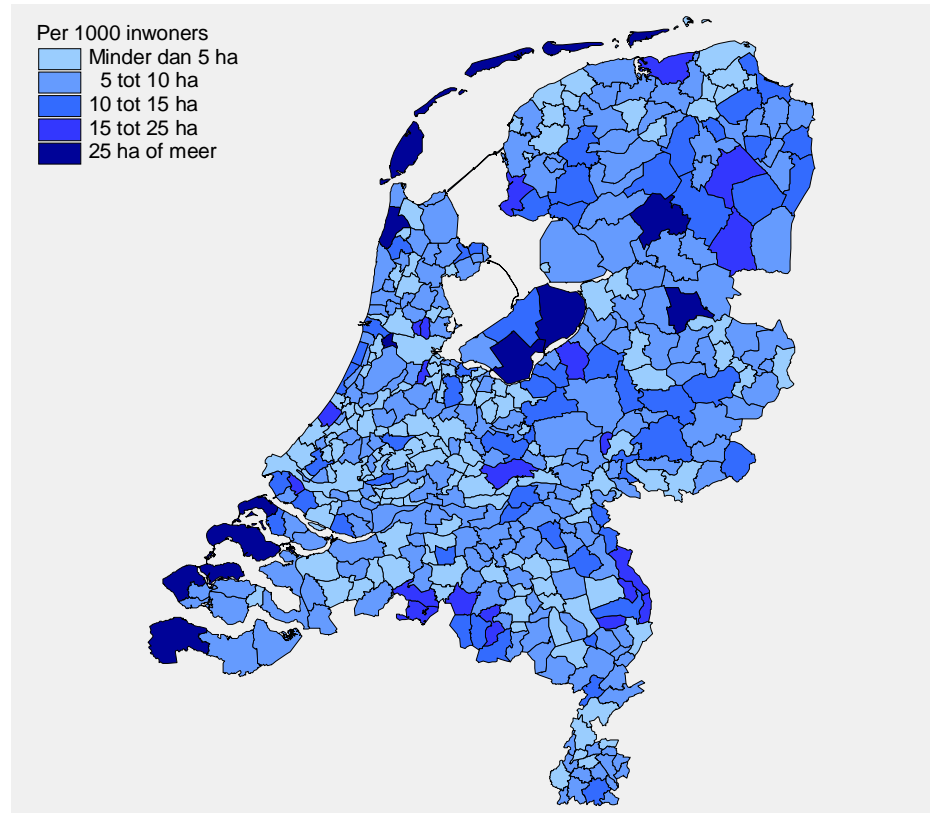 Per 1000 inwoners
Minder dan 5 ha
5 tot 10 ha
10 tot 15 ha
15 tot 25 ha
25 ha of meer